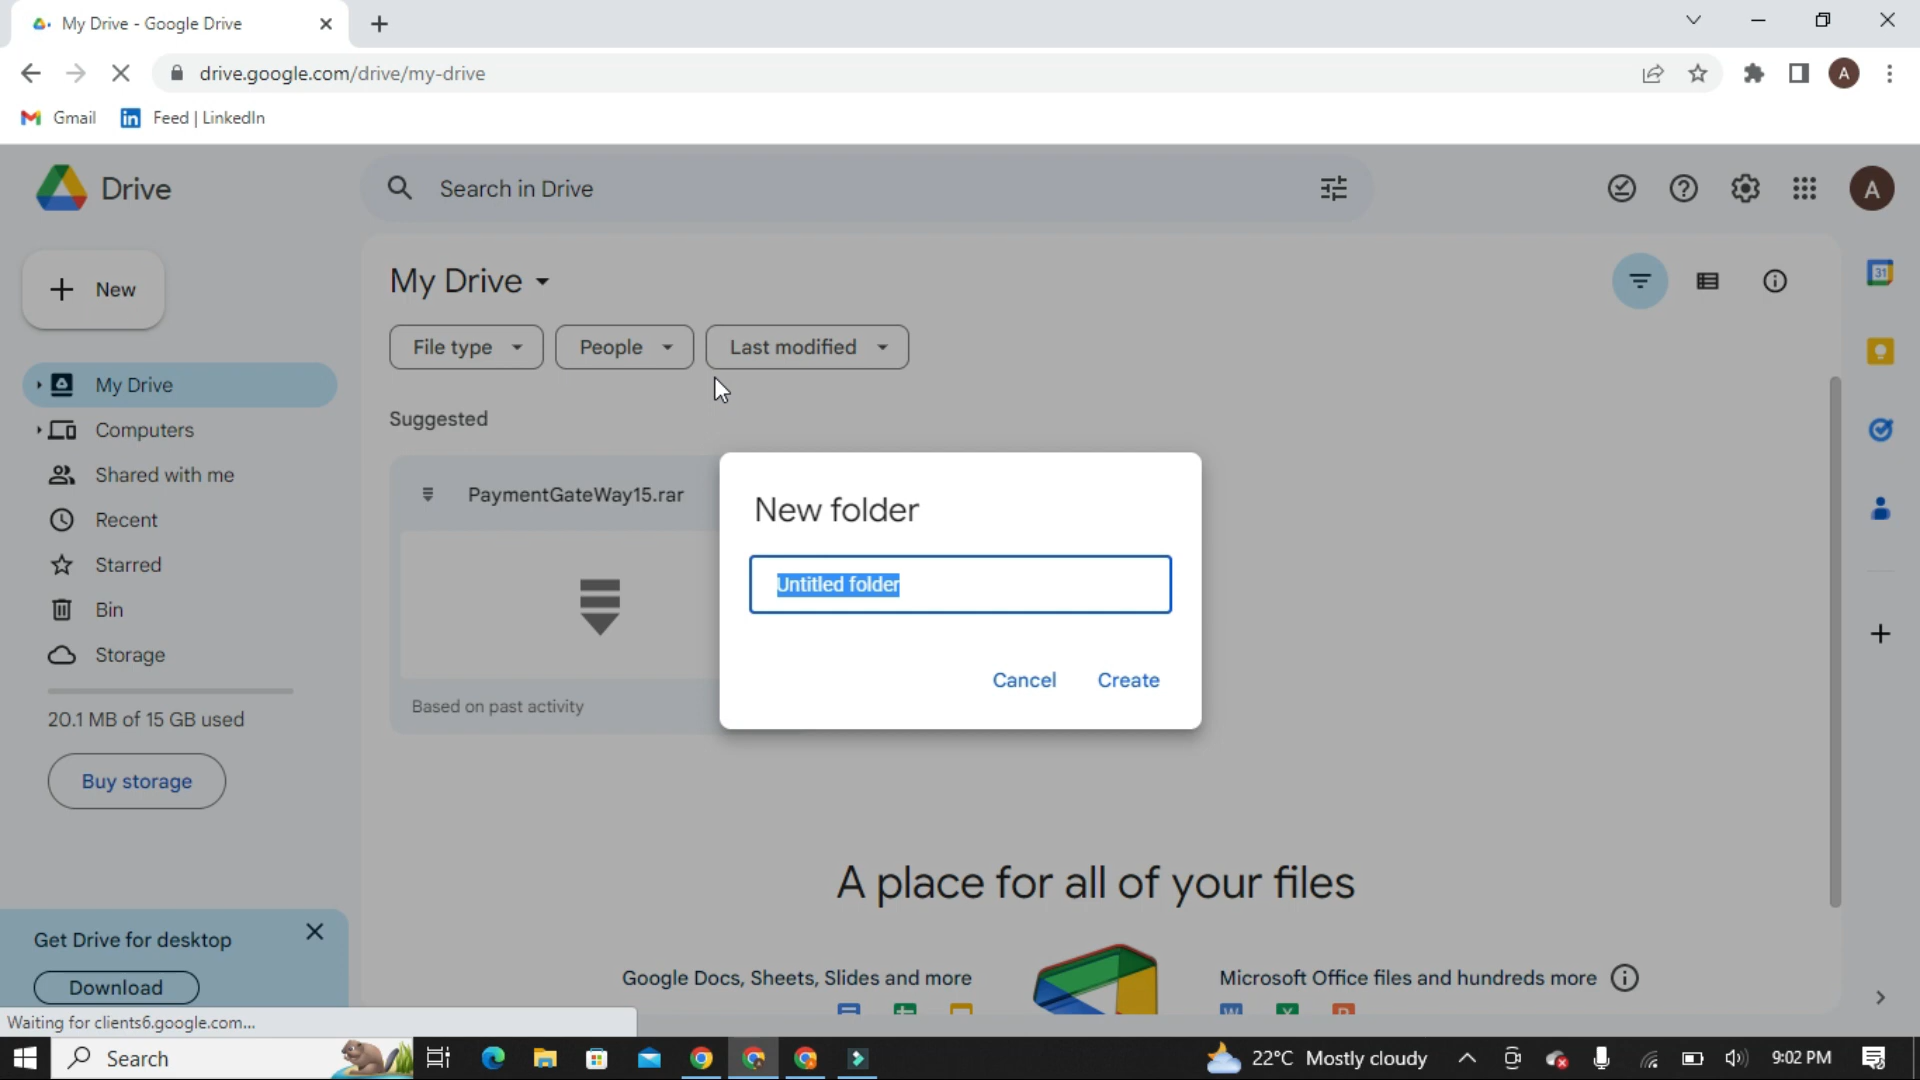 My Drive - Google Drive
drive.google.com/drive/my-drive
A
Gmail
in Feed | LinkedIn
Drive
Search in Drive
A
New
My Drive
31
File type
People
Last modified
My Drive
Computers
Suggested
Shared with me
PaymentGateWay15.rar
New folder
Recent
Starred
Untitled folder
Bin
Storage
Cancel
Create
20.1 MB of 15 GB used
Based on past activity
Buy storage
A place for all of your files
Get Drive for desktop
Download
Google Docs, Sheets, Slides and more
Microsoft Office files and hundreds more
Waiting for clients6.google.com...
Search
22°C Mostly cloudy
9:02 PM